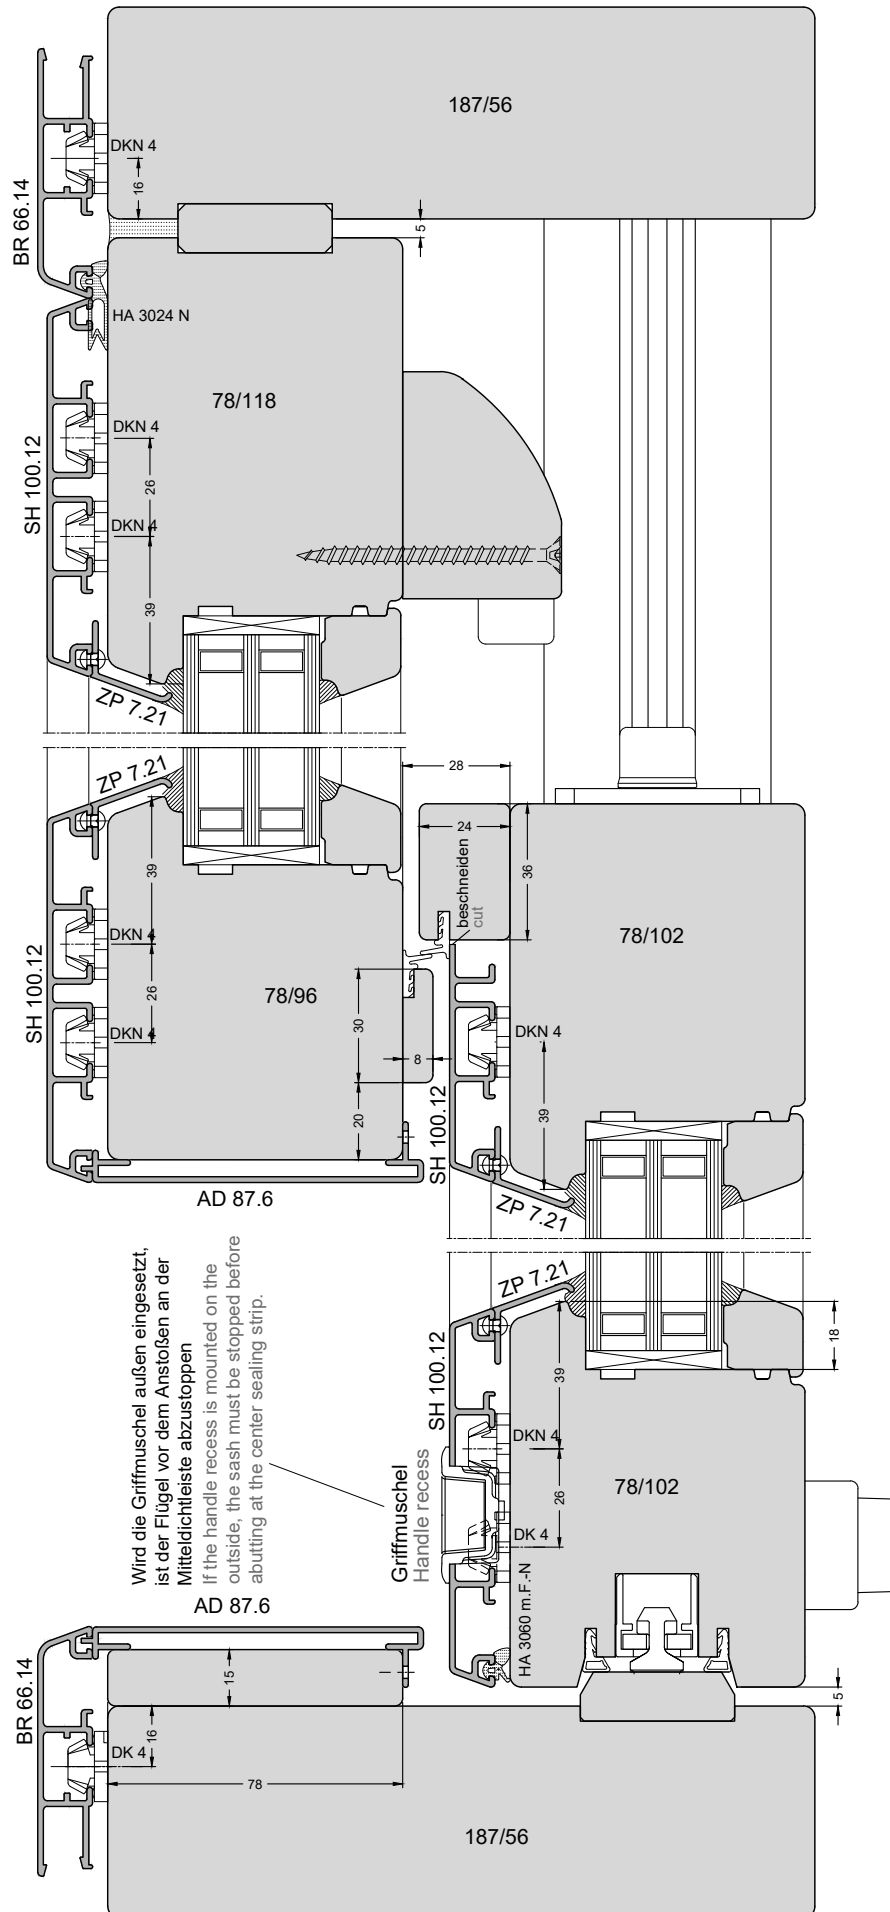 187/56
DKN 4
16
BR 66.14
5
HA 3024 N
78/118
DKN 4
SH 100.12
26
DKN 4
39
ZP 7.21
ZP 7.21
28
24
36
beschneiden
cut
39
78/102
DKN 4
SH 100.12
26
78/96
DKN 4
30
8
20
DKN 4
39
SH 100.12
AD 87.6
ZP 7.21
Wird die Griffmuschel außen eingesetzt,
ist der Flügel vor dem Anstoßen an der
Mitteldichtleiste abzustoppen
If the handle recess is mounted on the
outside, the sash must be stopped before
abutting at the center sealing strip.
ZP 7.21
18
SH 100.12
39
DKN 4
26
78/102
DK 4
Griffmuschel
Handle recess
HA 3060 m.F.-N
AD 87.6
15
5
BR 66.14
16
DK 4
78
187/56